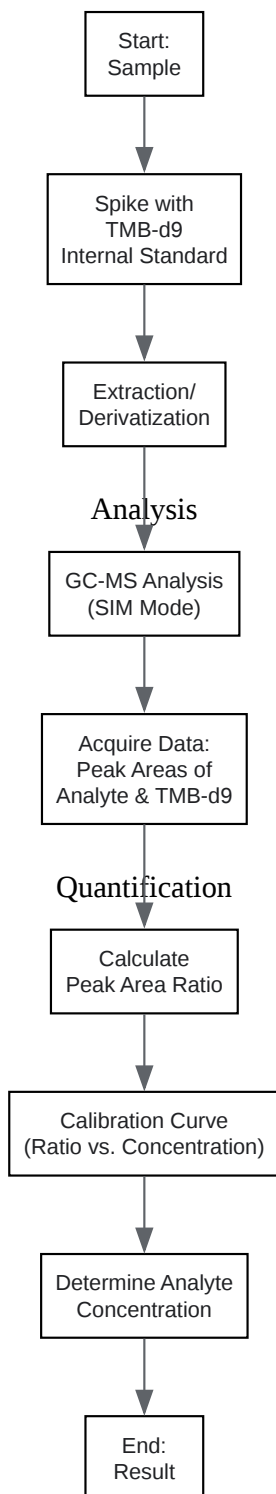 Start:
Sample
Spike with
TMB-d9
Internal Standard
Extraction/
Derivatization
Analysis
GC-MS Analysis
(SIM Mode)
Acquire Data:
Peak Areas of
Analyte & TMB-d9
Quantification
Calculate
Peak Area Ratio
Calibration Curve
(Ratio vs. Concentration)
Determine Analyte
Concentration
End:
Result